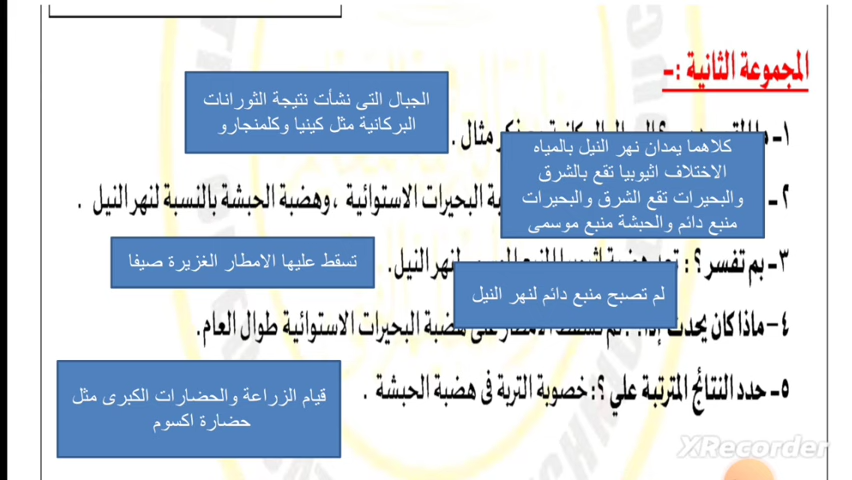 المجموعة الثانية :-
الجبال التى نشأت نتيجة الثورانات
البركانية مثل كينيا وكلمنجارو
١- مثال .
كلاهما يمدان نهر النيل بالمياه
الاختلاف اثيوبيا تقع بالشرق
والبحيرات تقع الشرق والبحيرات
منبع دائم والحبشة منبع موسمى
٢- البحيرات الاستوائية ، وهضبة الحبشة بالنسبة لنهر النيل .
تسقط عليها الامطار الغزيرة صيفا
٣- بم تفسر ؟ : لنهر النيل.
لم تصبح منبع دائم لنهر النيل
٤- ماذا كان يحدث هضبة البحيرات الاستوائية طوال العام.
٥- حدد النتائج المترتبة علي ؟: خصوبة التربة فى هضبة الحبشة .
قيام الزراعة والحضارات الكبرى مثل
حضارة اكسوم
XRecorder